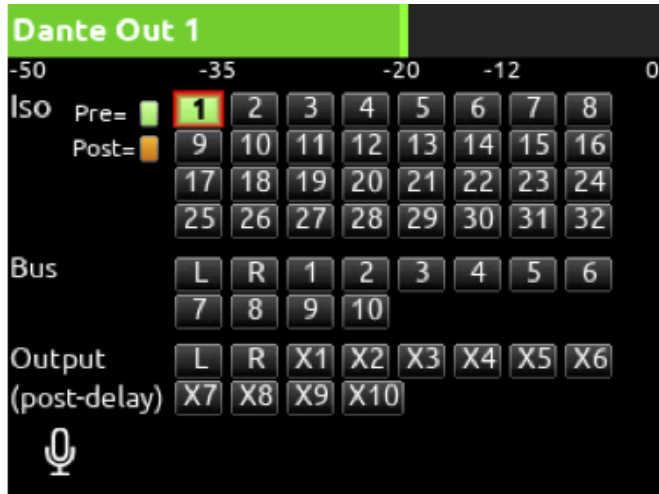 Dante Out 1
-50 -35 -20 -12 0
Iso Pre= 1 2 3 4 5 6 7 8
Post= 9 10 11 12 13 14 15 16
17 18 19 20 21 22 23 24
25 26 27 28 29 30 31 32
Bus L R 1 2 3 4 5 6
7 8 9 10
Output L R X1 X2 X3 X4 X5 X6
(post-delay) X7 X8 X9 X10